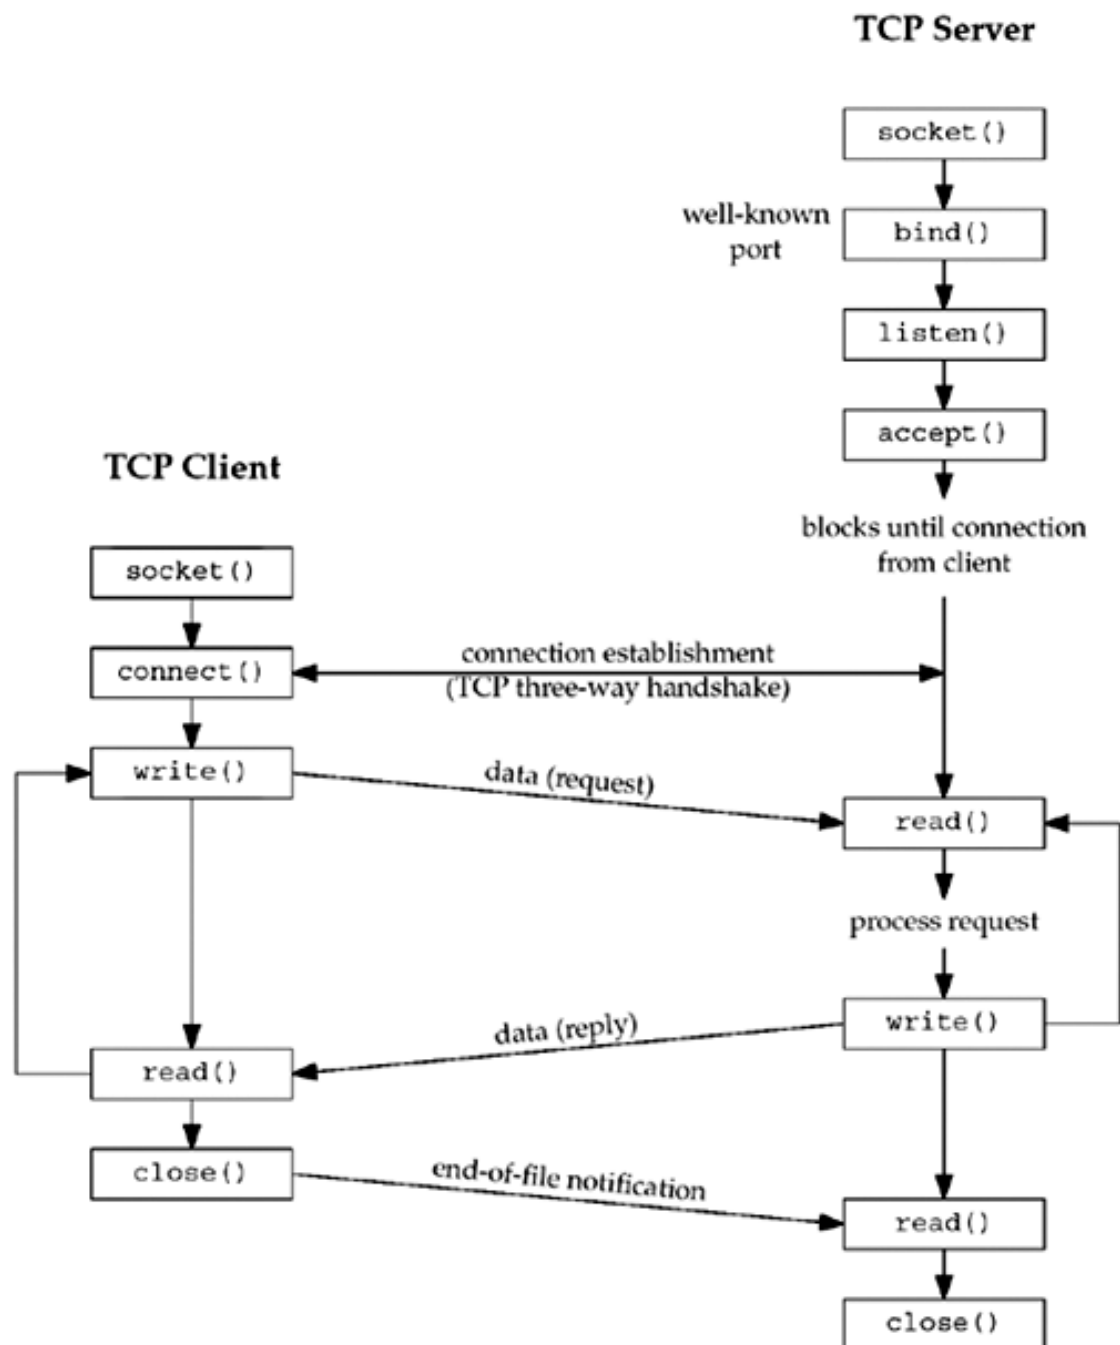 TCP Server
socket()
well-known
port
bind()
listen()
accept()
TCP Client
blocks until connection
from client
socket()
connection establishment
(TCP three-way handshake)
connect()
write()
data (request)
read()
process request
write()
data (reply)
read()
close()
end-of-file notification
read()
close()